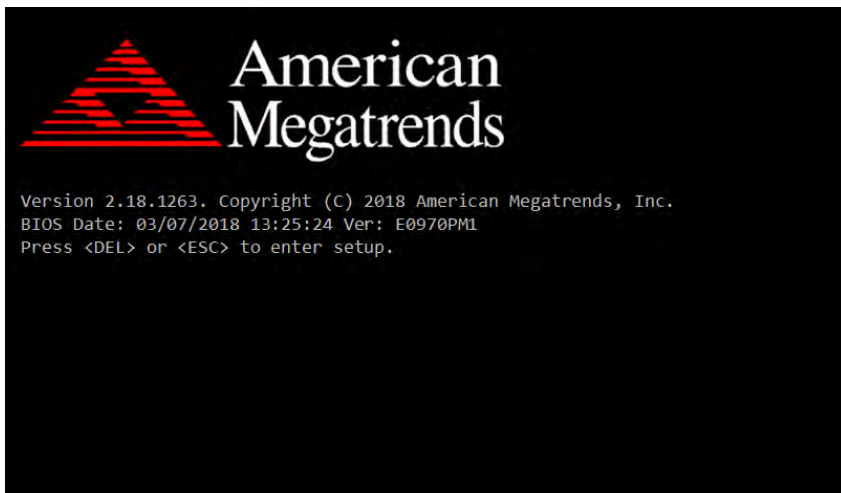 American
Megatrends
Version 2.18.1263. Copyright (C) 2018 American Megatrends, Inc.
BIOS Date: 03/07/2018 13:25:24 Ver: E0970PM1
Press <DEL> or <ESC> to enter setup.